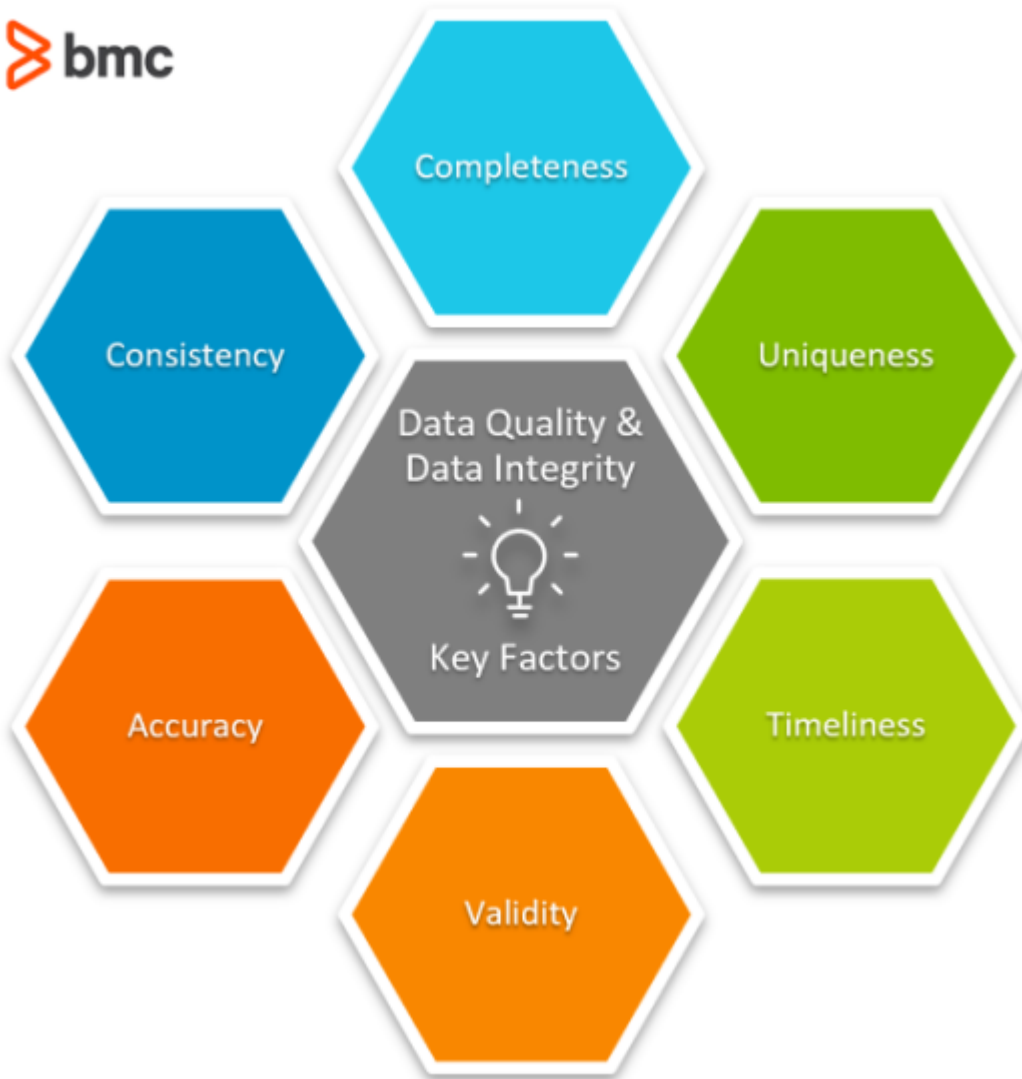 bmc
Completeness
Consistency
Uniqueness
Data Quality &
Data Integrity
Key Factors
Accuracy
Timeliness
Validity